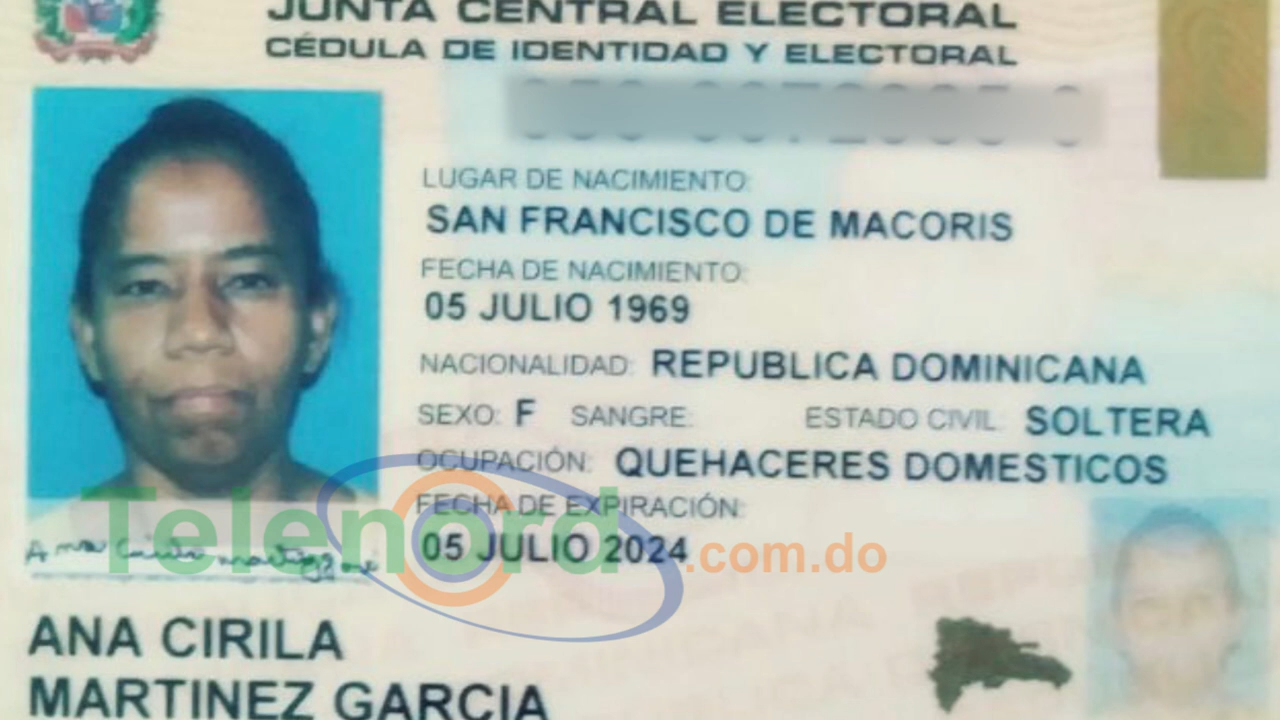 JUNTA CENTRAL ELECTORAL
CÉDULA DE IDENTIDAD Y ELECTORAL
LUGAR DE NACIMIENTO:
SAN FRANCISCO DE MACORIS
FECHA DE NACIMIENTO:
05 JULIO 1969
NACIONALIDAD: REPUBLICA DOMINICANA
SEXO: F SANGRE: ESTADO CIVIL: SOLTERA
OCUPACIÓN: QUEHACERES DOMESTICOS
FECHA DE EXPIRACIÓN:
05 JULIO 2024
Telenord.com.do
ANA CIRILA
MARTINEZ GARCIA